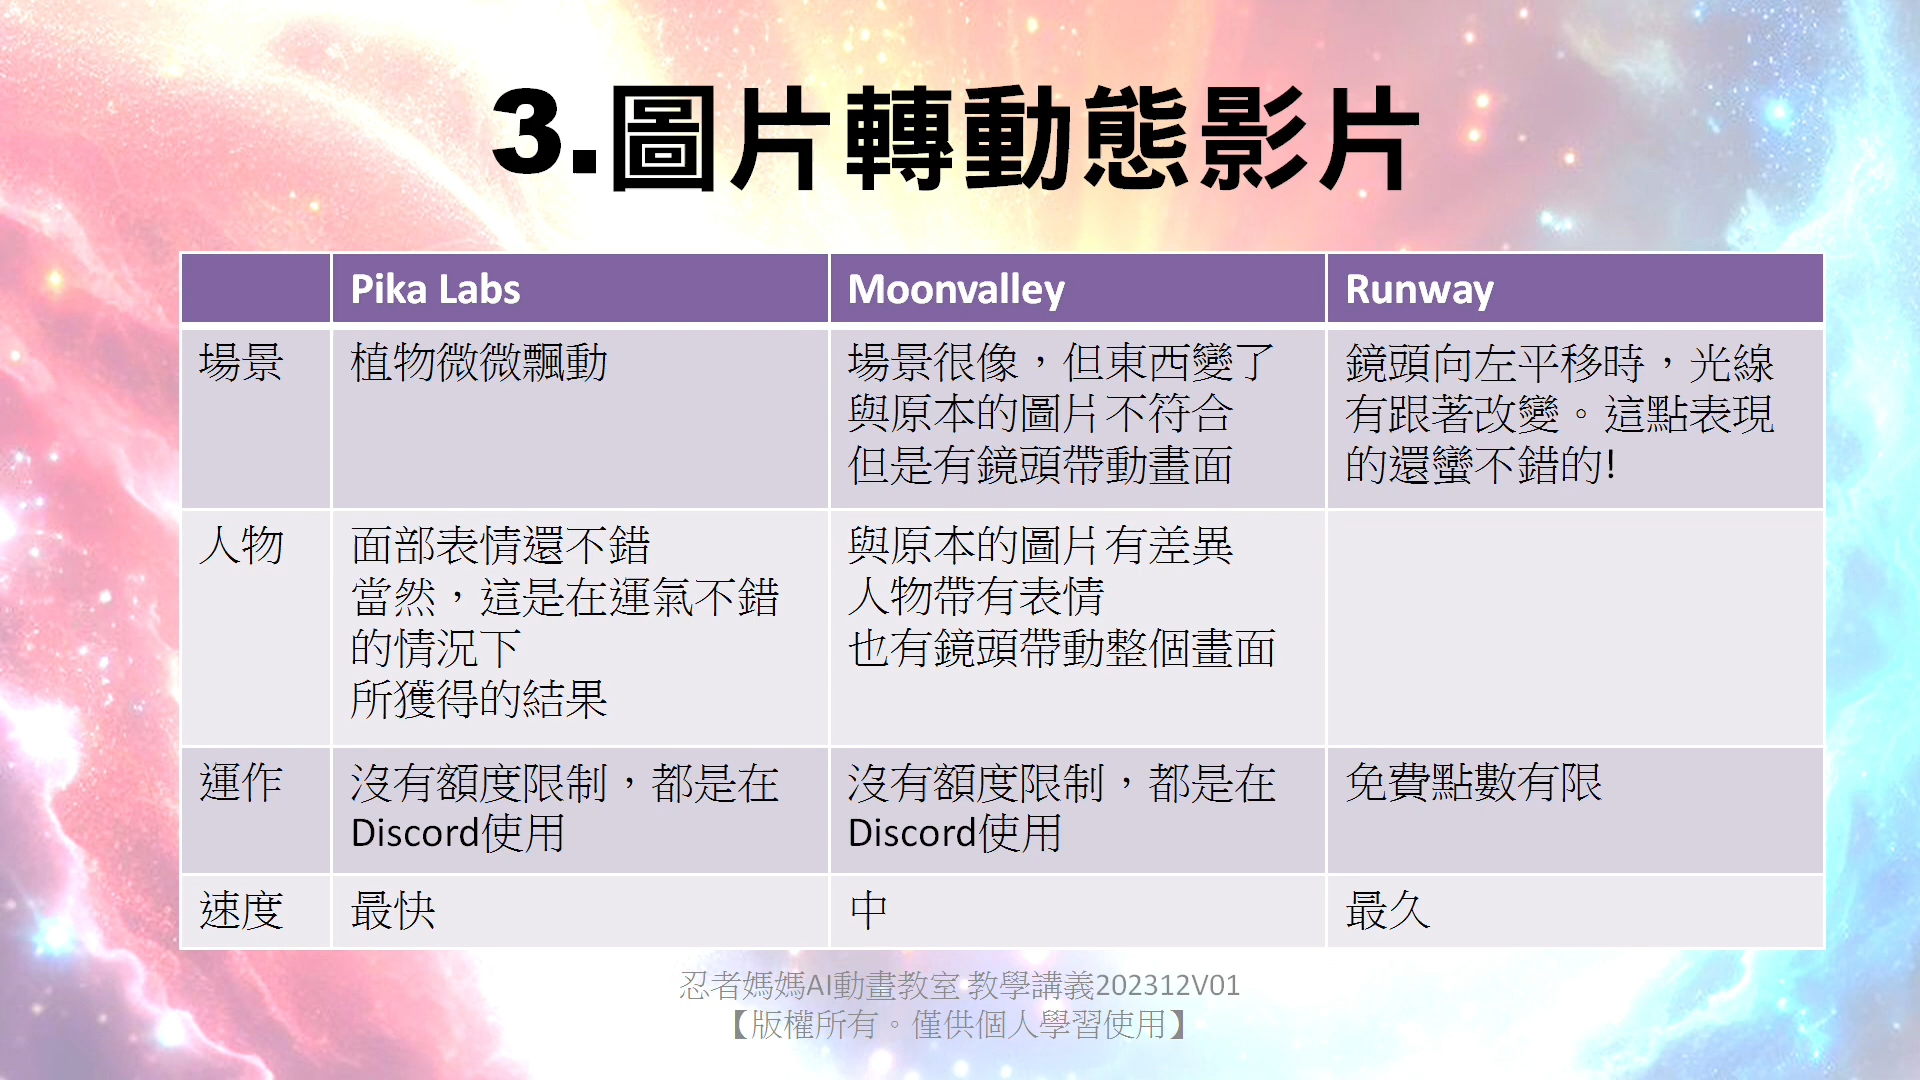 3.圖片轉動態影片
Pika Labs
Moonvalley
Runway
場景
植物微微飄動
場景很像，但東西變了
與原本的圖片不符合
但是有鏡頭帶動畫面
鏡頭向左平移時，光線
有跟著改變。這點表現
的還蠻不錯的!
人物
面部表情還不錯
當然，這是在運氣不錯
的情況下
所獲得的結果
與原本的圖片有差異
人物帶有表情
也有鏡頭帶動整個畫面
運作
沒有額度限制，都是在
Discord使用
沒有額度限制，都是在
Discord使用
免費點數有限
速度
最快
中
最久
忍者媽媽AI動畫教室 教學講義202312V01
【版權所有。僅供個人學習使用】